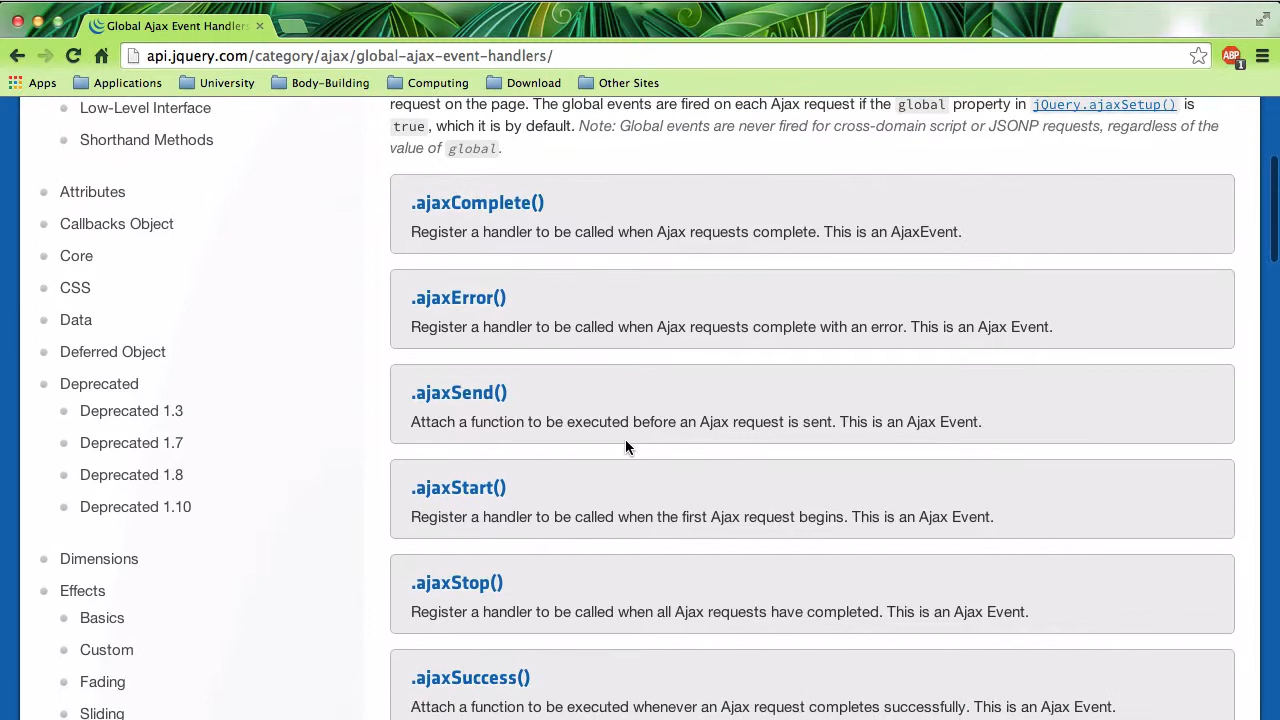 Global Ajax Event Handlers
api.jquery.com/category/ajax/global-ajax-event-handlers/
ABP
1
Apps Applications University Body-Building Computing Download Other Sites
Low-Level Interface
Shorthand Methods
Attributes
Callbacks Object
Core
CSS
Data
Deferred Object
Deprecated
Deprecated 1.3
Deprecated 1.7
Deprecated 1.8
Deprecated 1.10
Dimensions
Effects
Basics
Custom
Fading
Sliding
request on the page. The global events are fired on each Ajax request if the global property in jQuery.ajaxSetup() is
true, which it is by default. Note: Global events are never fired for cross-domain script or JSONP requests, regardless of the
value of global.
.ajaxComplete()
Register a handler to be called when Ajax requests complete. This is an AjaxEvent.
.ajaxError()
Register a handler to be called when Ajax requests complete with an error. This is an Ajax Event.
.ajaxSend()
Attach a function to be executed before an Ajax request is sent. This is an Ajax Event.
.ajaxStart()
Register a handler to be called when the first Ajax request begins. This is an Ajax Event.
.ajaxStop()
Register a handler to be called when all Ajax requests have completed. This is an Ajax Event.
.ajaxSuccess()
Attach a function to be executed whenever an Ajax request completes successfully. This is an Ajax Event.